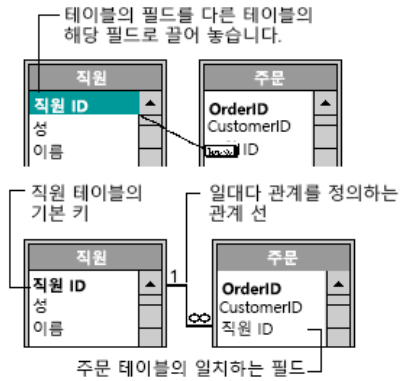 테이블의 필드를 다른 테이블의
해당 필드로 끌어 놓습니다.
직원
직원 ID
성
이름
주문
OrderID
CustomerID
ID
직원 테이블의
기본 키
일대다 관계를 정의하는
관계 선
직원
직원 ID
성
이름
1
∞
주문
OrderID
CustomerID
직원 ID
주문 테이블의 일치하는 필드